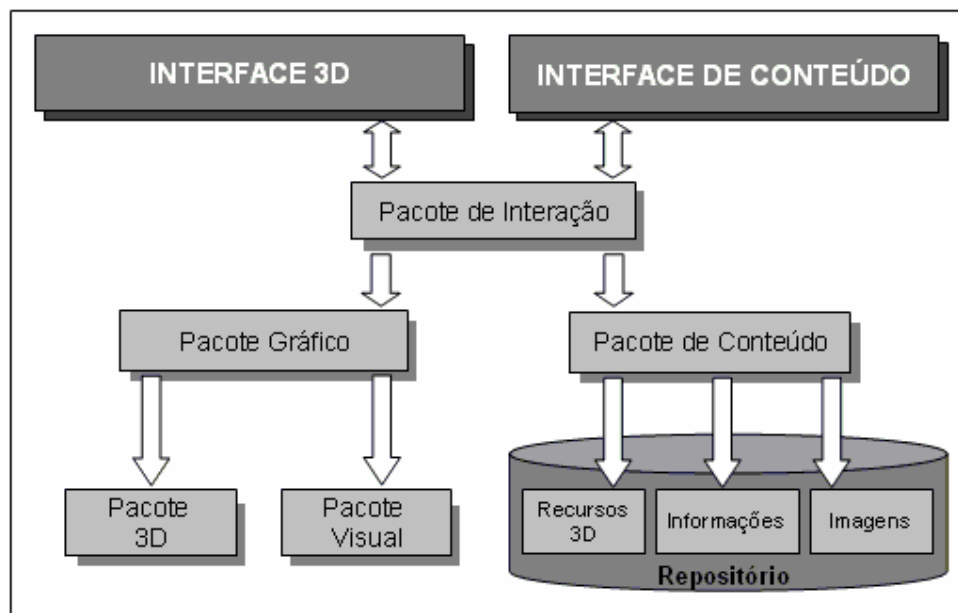 INTERFACE 3D
INTERFACE DE CONTEÚDO
Pacote de Interação
Pacote Gráfico
Pacote de Conteúdo
Pacote
3D
Pacote
Visual
Recursos
3D
Informações
Imagens
Repositório